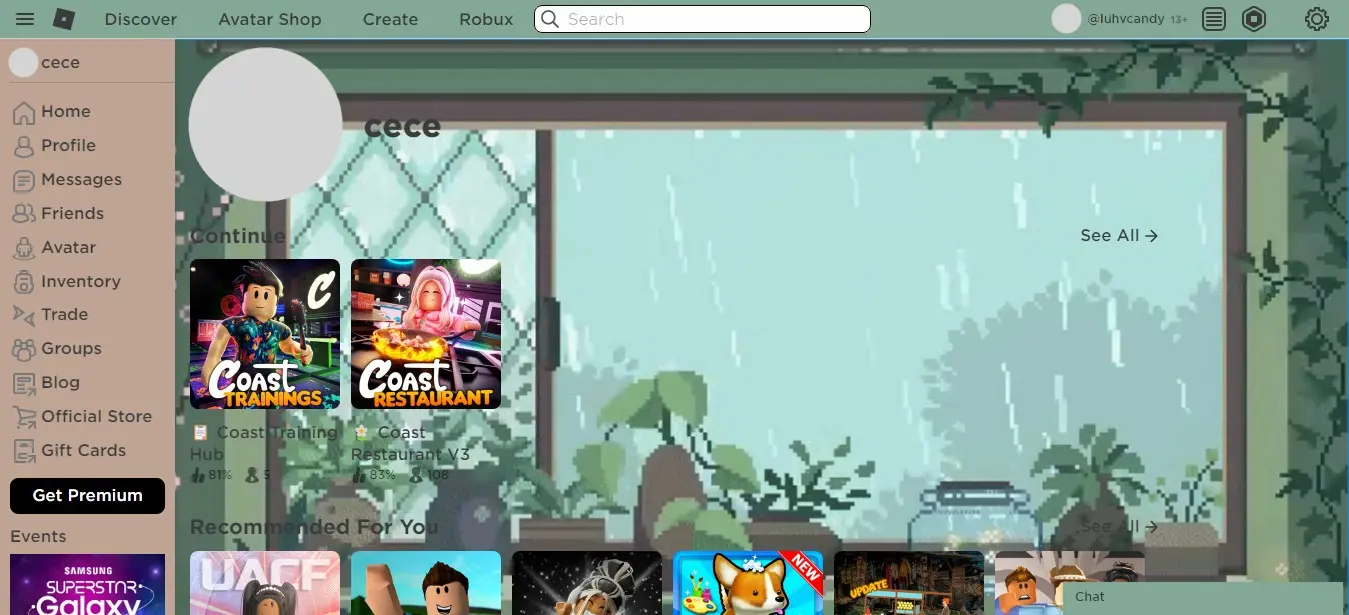 Discover Avatar Shop Create Robux Search @luhvcandy 13+
cece
cece
Home
Profile
Messages
Friends
Avatar
Inventory
Trade
Groups
Blog
Official Store
Gift Cards
Get Premium
Events
SAMSUNG
SUPERSTAR
Galaxy
Continue See All →
C
COAST
TRAININGS
C
COAST
RESTAURANT
📋 Coast Training
Hub
81% 5
Coast
Restaurant V3
83% 108
Recommended For You See All →
UACF
NEW
UPDATE
Chat